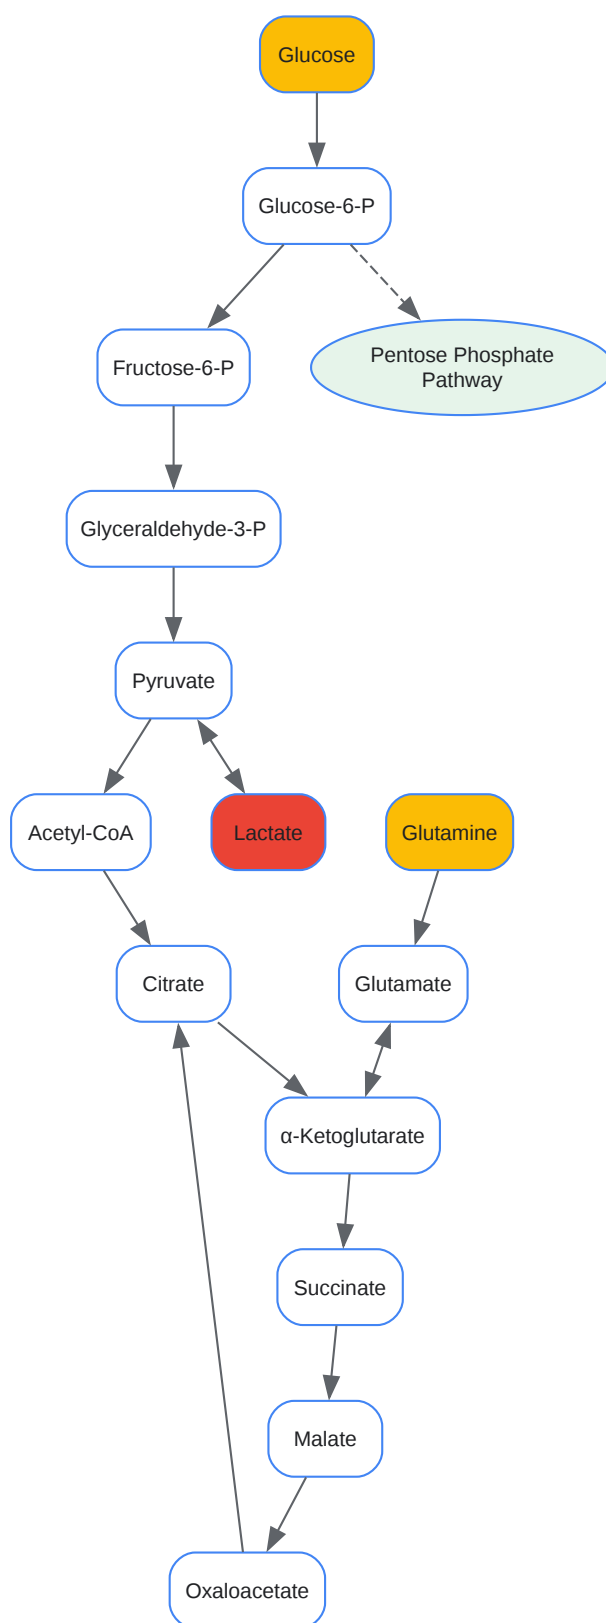 Glucose
Glucose-6-P
Fructose-6-P
Pentose Phosphate
Pathway
Glyceraldehyde-3-P
Pyruvate
Acetyl-CoA
Lactate
Glutamine
Citrate
Glutamate
α-Ketoglutarate
Succinate
Malate
Oxaloacetate